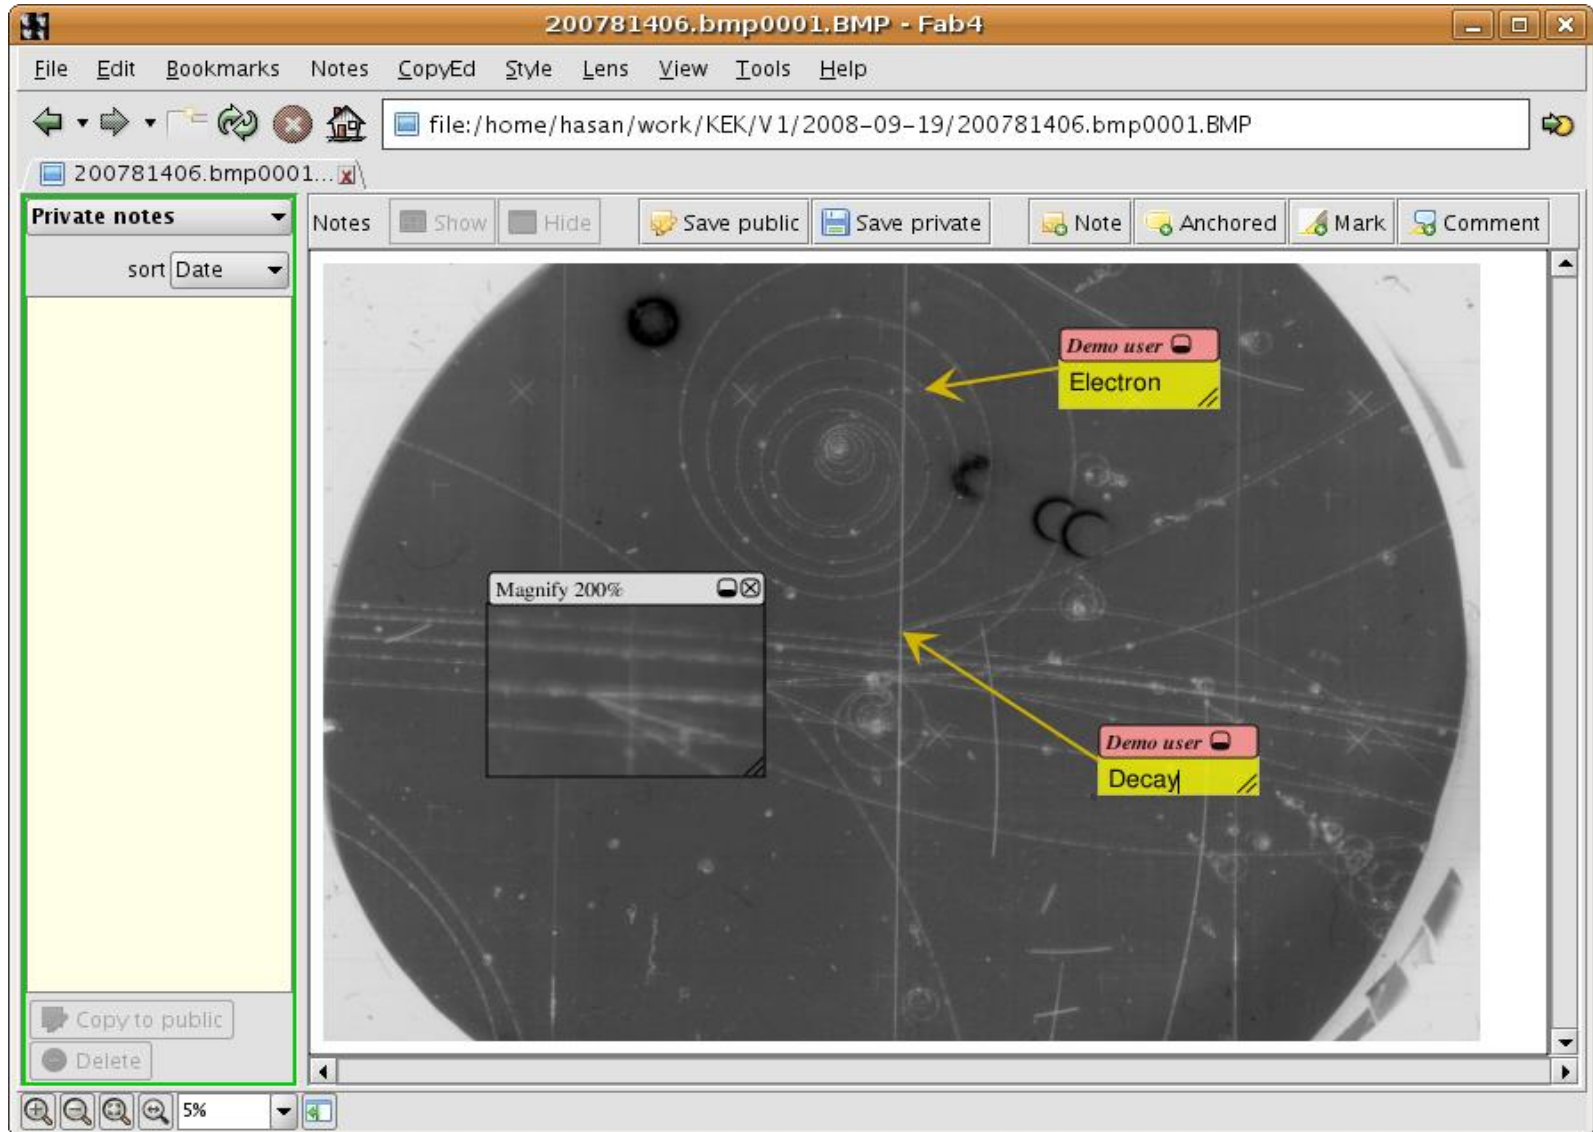 200781406.bmp0001.BMP - Fab4
File Edit Bookmarks Notes CopyEd Style Lens View Tools Help
file:/home/hasan/work/KEK/V1/2008-09-19/200781406.bmp0001.BMP
200781406.bmp0001...
Private notes
sort Date
Notes Show Hide Save public Save private Note Anchored Mark Comment
Demo user
Electron
Magnify 200%
Demo user
Decay
Copy to public
Delete
5%